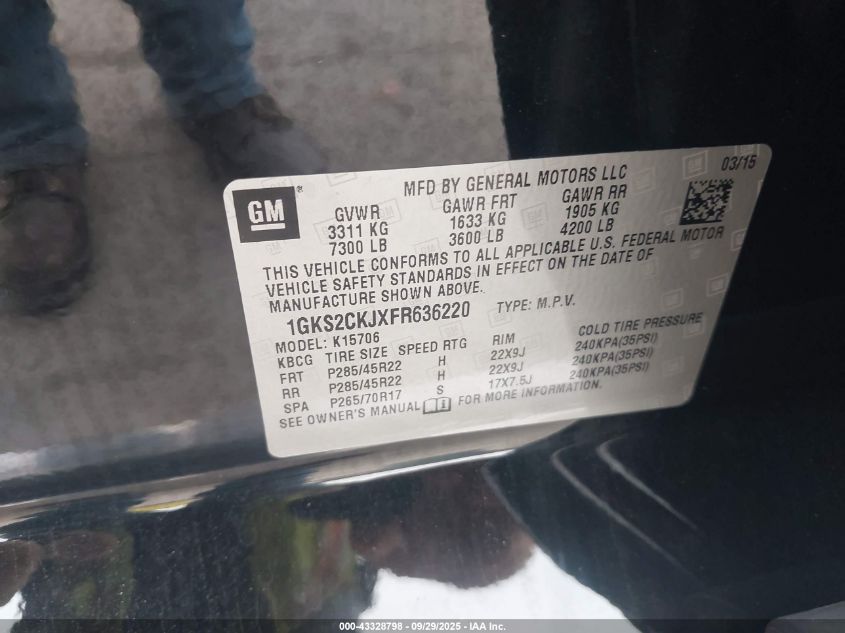 03/15
MFD BY GENERAL MOTORS LLC
GM ®
GVWR GAWR FRT GAWR RR
3311 KG 1633 KG 1905 KG
7300 LB 3600 LB 4200 LB
THIS VEHICLE CONFORMS TO ALL APPLICABLE U.S. FEDERAL MOTOR
VEHICLE SAFETY STANDARDS IN EFFECT ON THE DATE OF
MANUFACTURE SHOWN ABOVE.
1GKS2CKJXFR636220 TYPE: M.P.V.
MODEL: K15706
KBCG TIRE SIZE SPEED RTG RIM COLD TIRE PRESSURE
FRT P285/45R22 H 22X9J 240KPA(35PSI)
RR P285/45R22 H 22X9J 240KPA(35PSI)
SPA P265/70R17 S 17X7.5J 240KPA(35PSI)
SEE OWNER'S MANUAL FOR MORE INFORMATION.
000-43328798 - 09/29/2025 - IAA Inc.